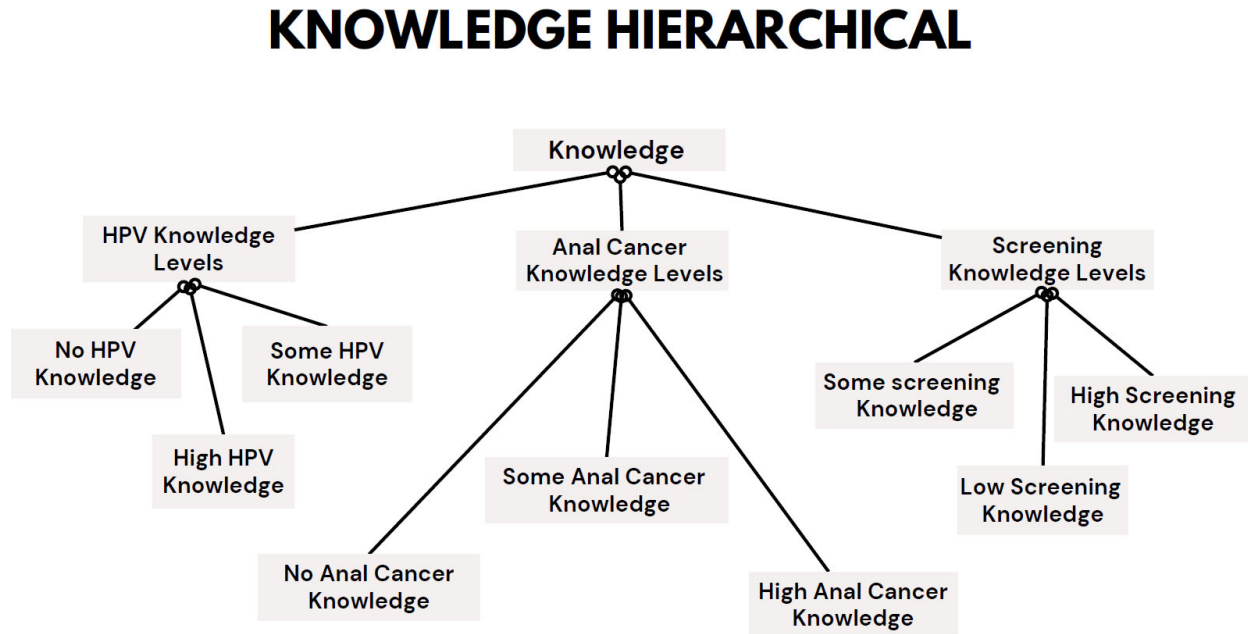 KNOWLEDGE HIERARCHICAL
Knowledge
HPV Knowledge
Levels
Anal Cancer
Knowledge Levels
Screening
Knowledge Levels
No HPV
Knowledge
Some HPV
Knowledge
High HPV
Knowledge
Some Anal Cancer
Knowledge
No Anal Cancer
Knowledge
High Anal Cancer
Knowledge
Some screening
Knowledge
High Screening
Knowledge
Low Screening
Knowledge